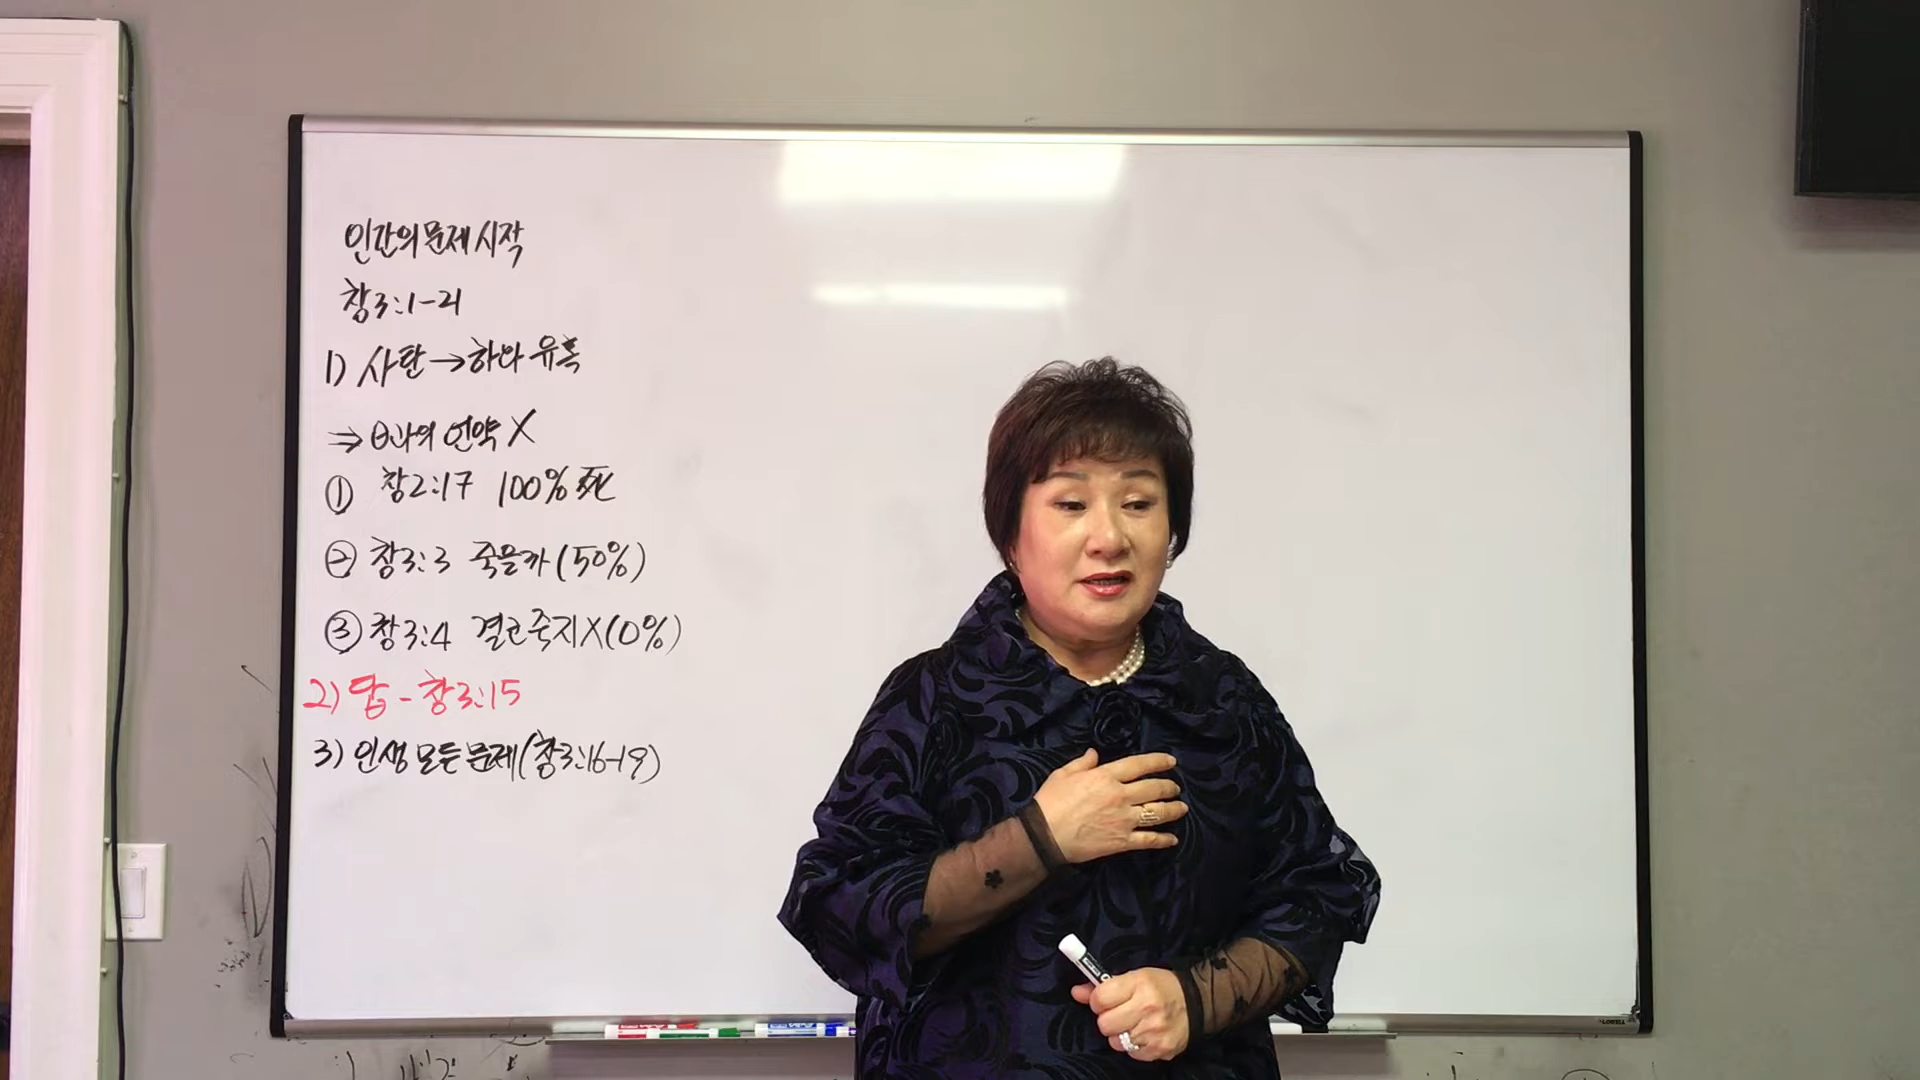 인간의 문제 시작
창3:1-21
1) 사탄→하와 유혹
⇒ θ과의 언약 X
① 창2:17 100% 死
② 창3:3 죽을까(50%)
③ 창3:4 결코 죽지X(0%)
2) 답 - 창3:15
3) 인생 모든 문제(창3:16-19)